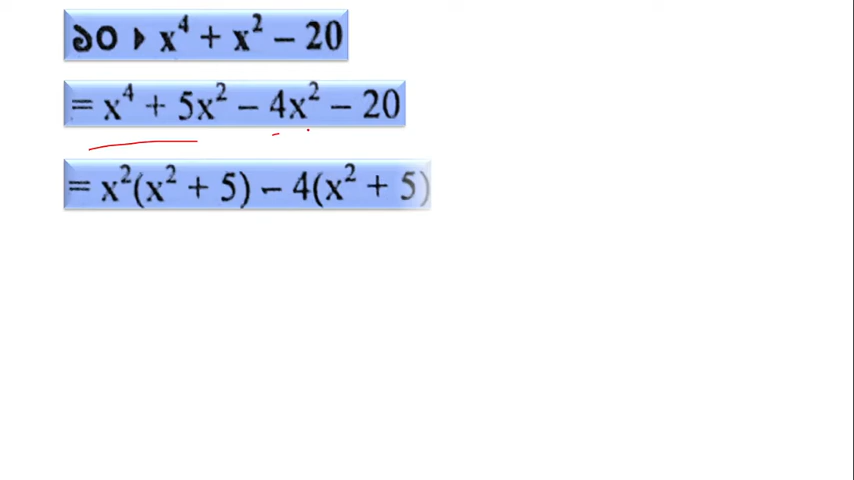 ১০ ▶ x⁴ + x² − 20
= x⁴ + 5x² − 4x² − 20
= x²(x² + 5) − 4(x² + 5)